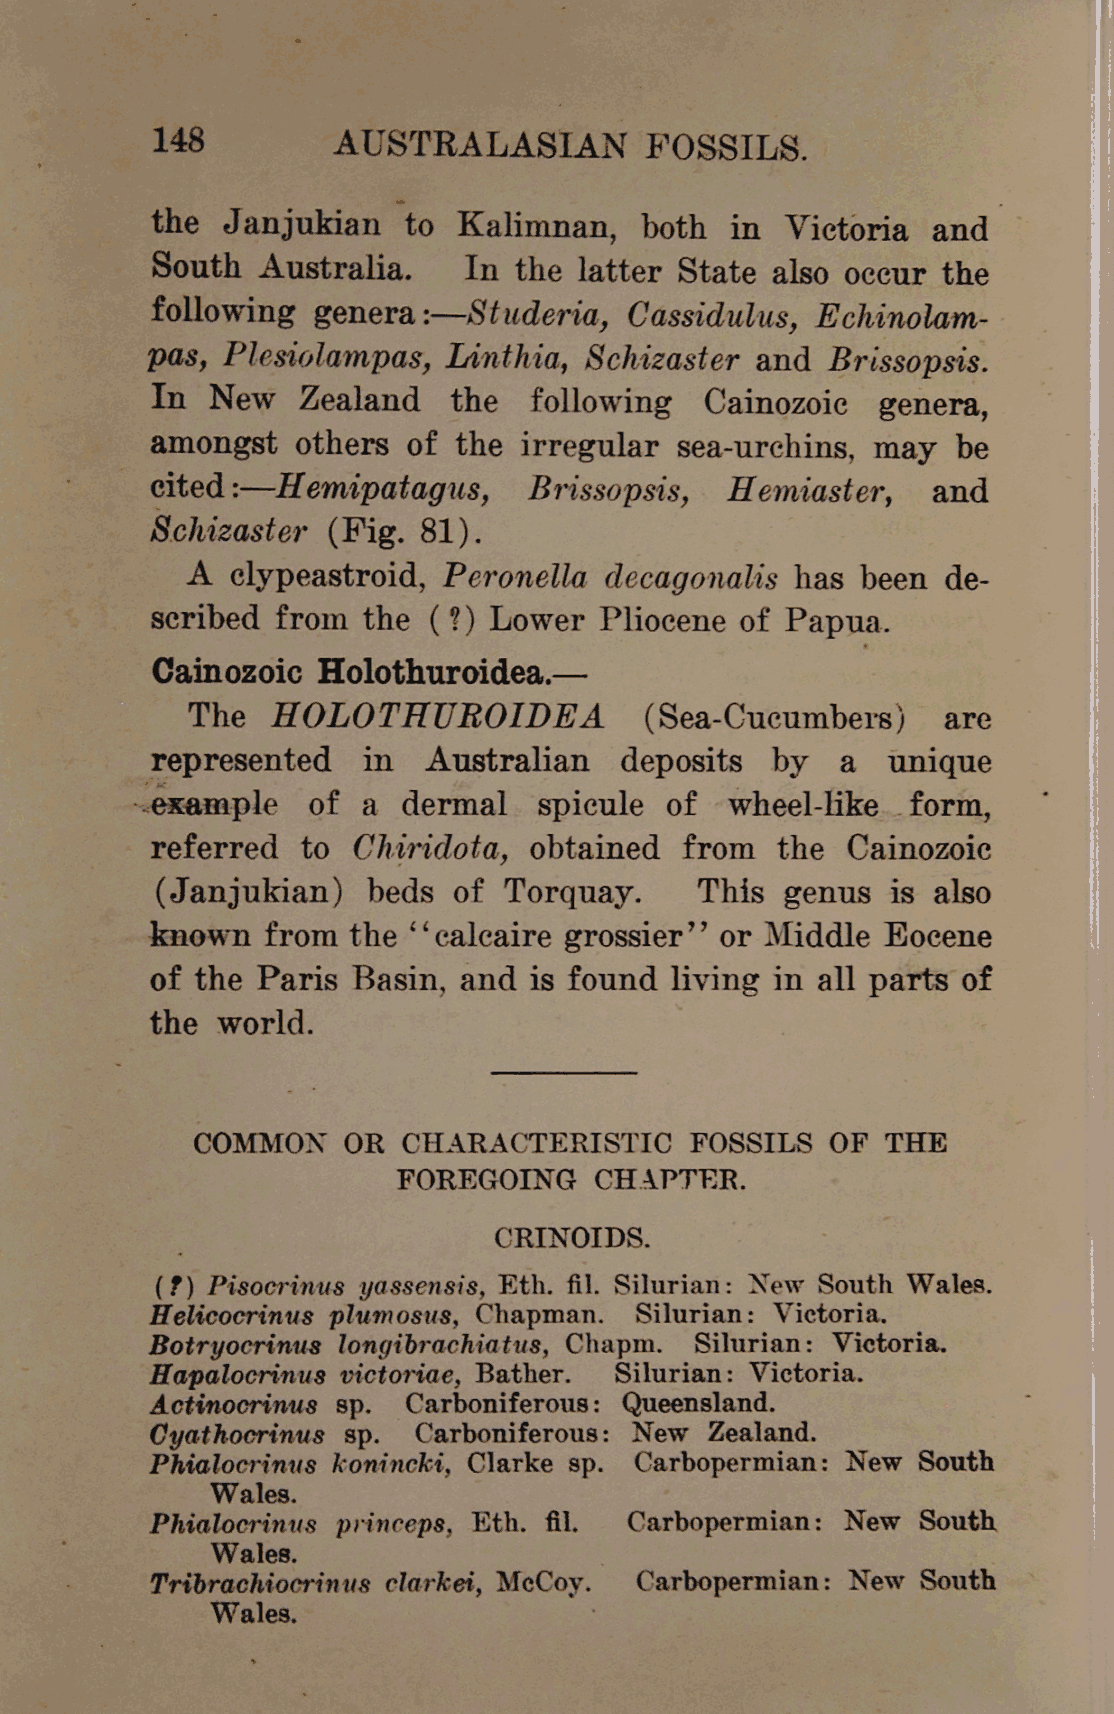 148 AUSTRALASIAN FOSSILS.
the Janjukian to Kalimnan, both in Victoria and
South Australia. In the latter State also occur the
following genera:—Studeria, Cassidulus, Echinolam-
pas, Plesiolampas, Linthia, Schizaster and Brissopsis.
In New Zealand the following Cainozoic genera,
amongst others of the irregular sea-urchins, may be
cited:—Hemipatagus, Brissopsis, Hemiaster, and
Schizaster (Fig. 81).
A clypeastroid, Peronella decagonalis has been de-
scribed from the (?) Lower Pliocene of Papua.
Cainozoic Holothuroidea.—
The HOLOTHUROIDEA (Sea-Cucumbers) are
represented in Australian deposits by a unique
example of a dermal spicule of wheel-like form,
referred to Chiridota, obtained from the Cainozoic
(Janjukian) beds of Torquay. This genus is also
known from the "calcaire grossier" or Middle Eocene
of the Paris Basin, and is found living in all parts of
the world.
COMMON OR CHARACTERISTIC FOSSILS OF THE
FOREGOING CHAPTER.
CRINOIDS.
(?) Pisocrinus yassensis, Eth. fil. Silurian: New South Wales.
Helicocrinus plumosus, Chapman. Silurian: Victoria.
Botryocrinus longibrachiatus, Chapm. Silurian: Victoria.
Hapalocrinus victoriae, Bather. Silurian: Victoria.
Actinocrinus sp. Carboniferous: Queensland.
Cyathocrinus sp. Carboniferous: New Zealand.
Phialocrinus konincki, Clarke sp. Carbopermian: New South
Wales.
Phialocrinus princeps, Eth. fil. Carbopermian: New South
Wales.
Tribrachiocrinus clarkei, McCoy. Carbopermian: New South
Wales.